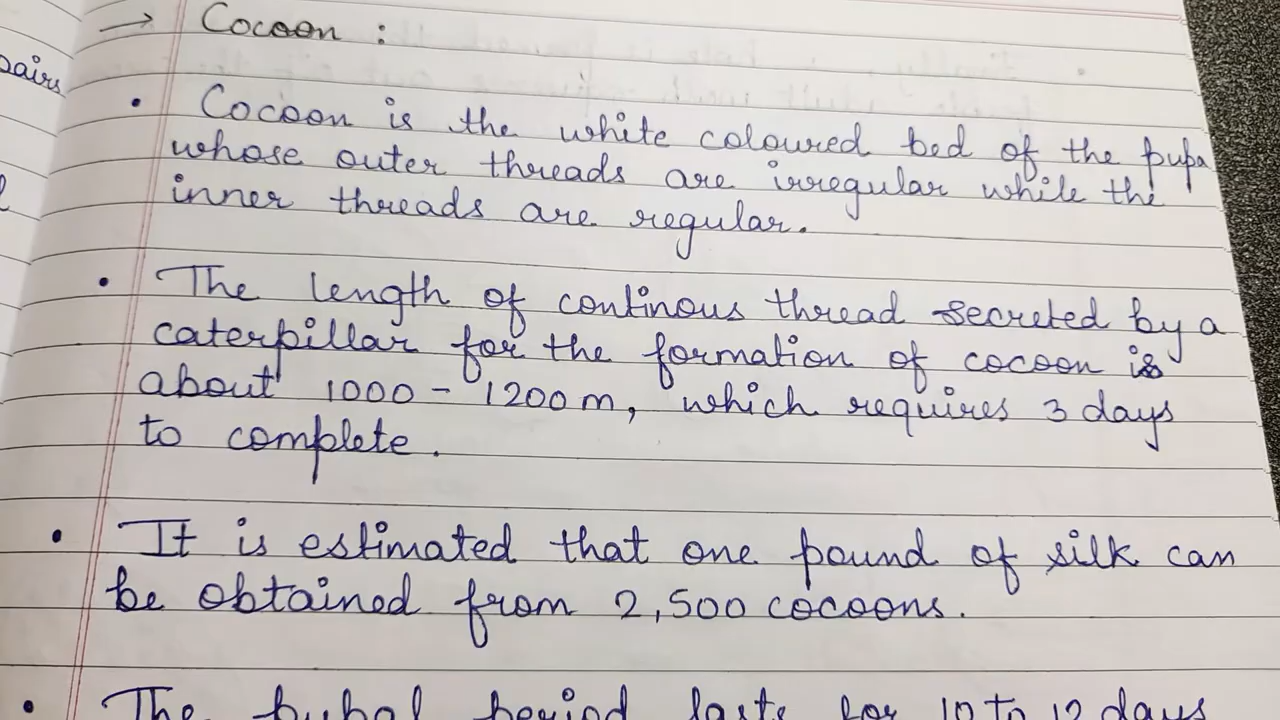 pairs
→ Cocoon :
• Cocoon is the white coloured bed of the pupa
whose outer threads are irregular while the
inner threads are regular.
• The length of continous thread secreted by a
caterpillar for the formation of cocoon is
about 1000 - 1200 m, which requires 3 days
to complete.
• It is estimated that one pound of silk can
be obtained from 2,500 cocoons.
• The pupal period lasts for 10 to 12 days